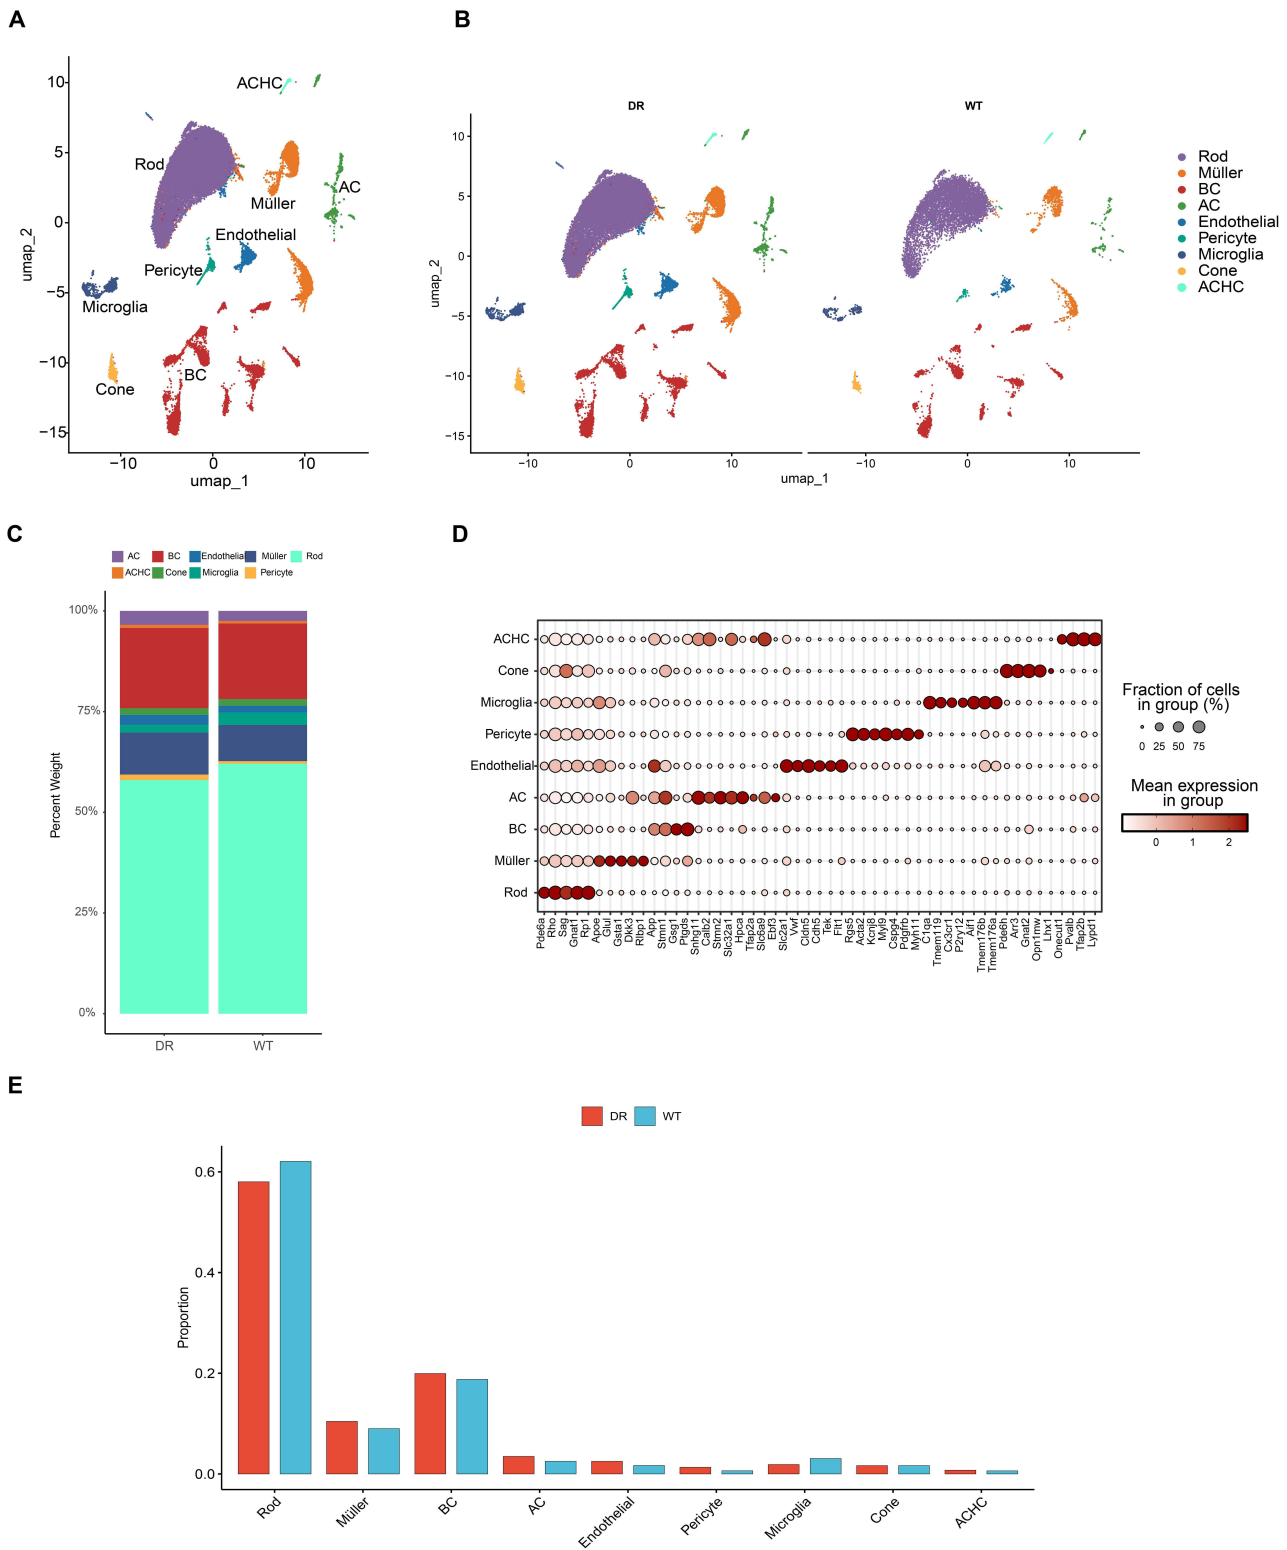 A
B
10
5
0
−5
−10
−15
−10
0
10
umap_1
umap_2
ACHC
Rod
Müller
AC
Endothelial
Pericyte
Microglia
BC
Cone
DR
WT
10
5
0
−5
−10
−15
−10
0
10
−10
0
10
umap_1
umap_2
Rod
Müller
BC
AC
Endothelial
Pericyte
Microglia
Cone
ACHC
C
AC
BC
Endothelia
Müller
Rod
ACHC
Cone
Microglia
Pericyte
100%
75%
50%
25%
0%
Percent Weight
DR
WT
D
ACHC
Cone
Microglia
Pericyte
Endothelial
AC
BC
Müller
Rod
Pde6a
Rho
Sag
Gnat1
Rp1
Apoe
Glul
Gsta1
Dkk3
Rlbp1
App
Stmn1
Gsg1
Ptgds
Snhg11
Calb2
Stmn2
Slc32a1
Hpca
Tfap2a
Slc6a9
Ebf3
Slc2a1
Vwf
Cldn5
Cdh5
Tek
Flt1
Rgs5
Acta2
Kcnj8
Myl9
Cspg4
Pdgfrb
Myh11
C1qa
Tmem119
Cx3cr1
P2ry12
Aif1
Tmem176b
Tmem176a
Pde6h
Arr3
Gnat2
Opn1mw
Lhx1
Onecut1
Pvalb
Tfap2b
Lypd1
Fraction of cells
in group (%)
0 25 50 75
Mean expression
in group
0 1 2
E
DR
WT
0.6
0.4
0.2
0.0
Proportion
Rod
Müller
BC
AC
Endothelial
Pericyte
Microglia
Cone
ACHC